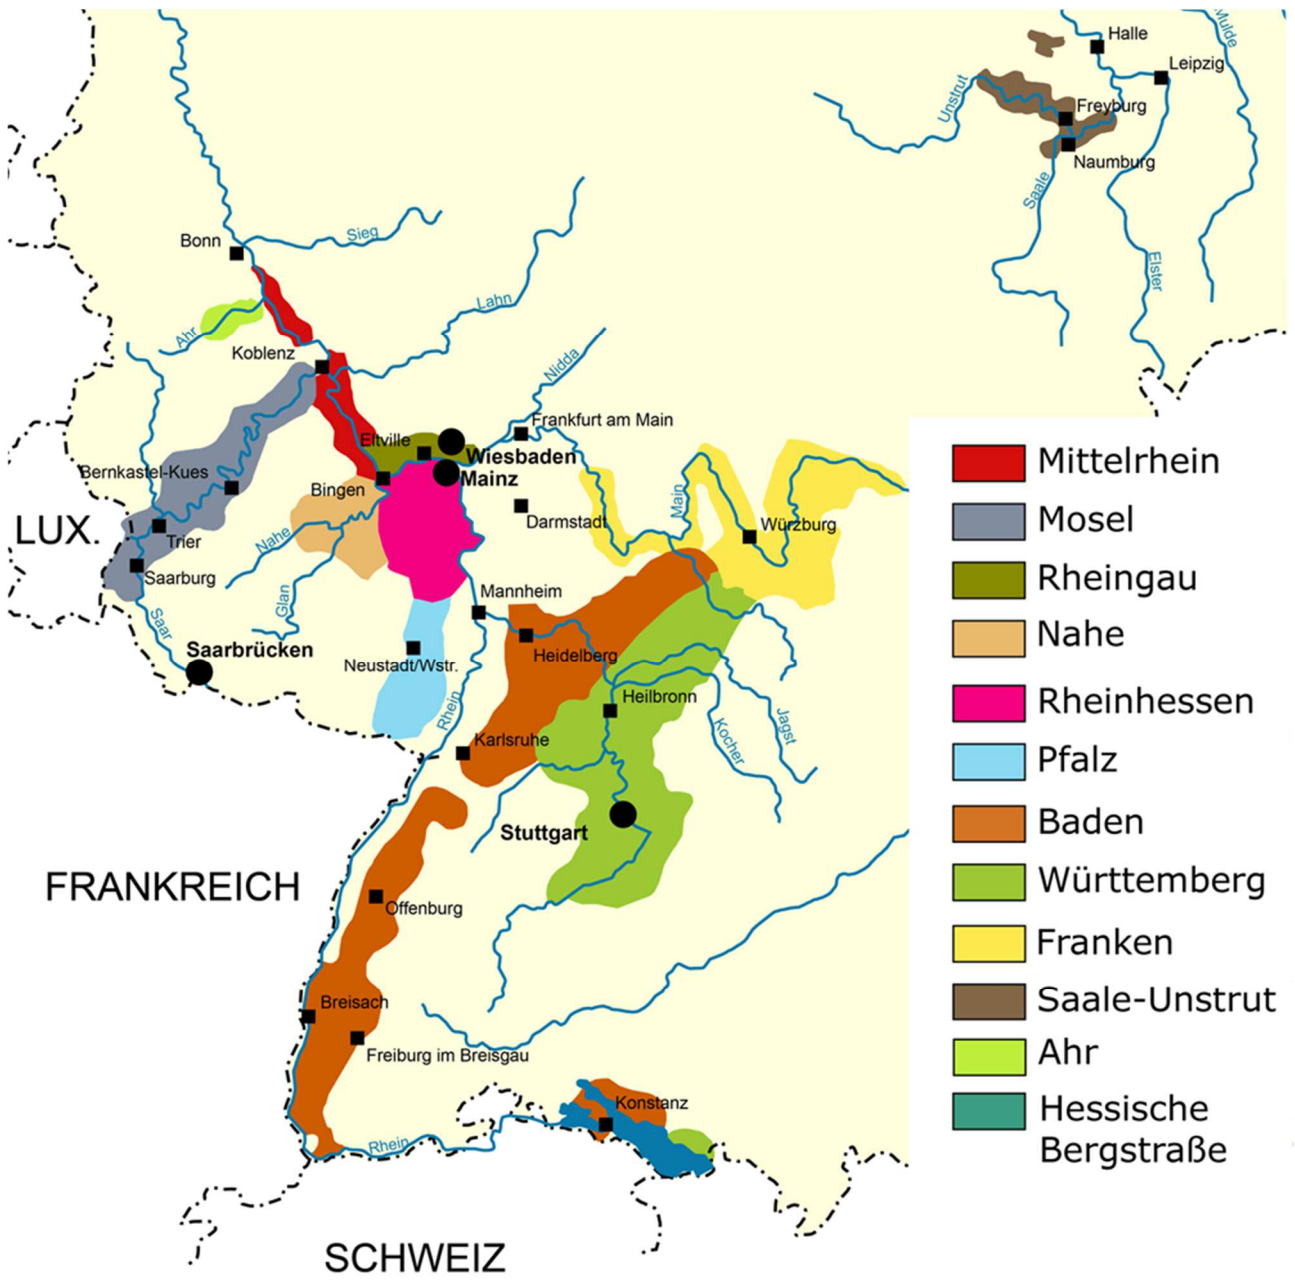 Mulde
Halle
Leipzig
Unstrut
Freyburg
Naumburg
Saale
Elster
Bonn
Sieg
Lahn
Ahr
Koblenz
Nidda
Frankfurt am Main
Eltville
Wiesbaden
Mainz
Bernkastel-Kues
Bingen
Main
Darmstadt
Würzburg
LUX.
Trier
Nahe
Saarburg
Glan
Mannheim
Saar
Saarbrücken
Neustadt/Wstr.
Heidelberg
Rhein
Heilbronn
Kocher
Jagst
Karlsruhe
Stuttgart
FRANKREICH
Offenburg
Breisach
Freiburg im Breisgau
Konstanz
Rhein
SCHWEIZ
Mittelrhein
Mosel
Rheingau
Nahe
Rheinhessen
Pfalz
Baden
Württemberg
Franken
Saale-Unstrut
Ahr
Hessische
Bergstraße